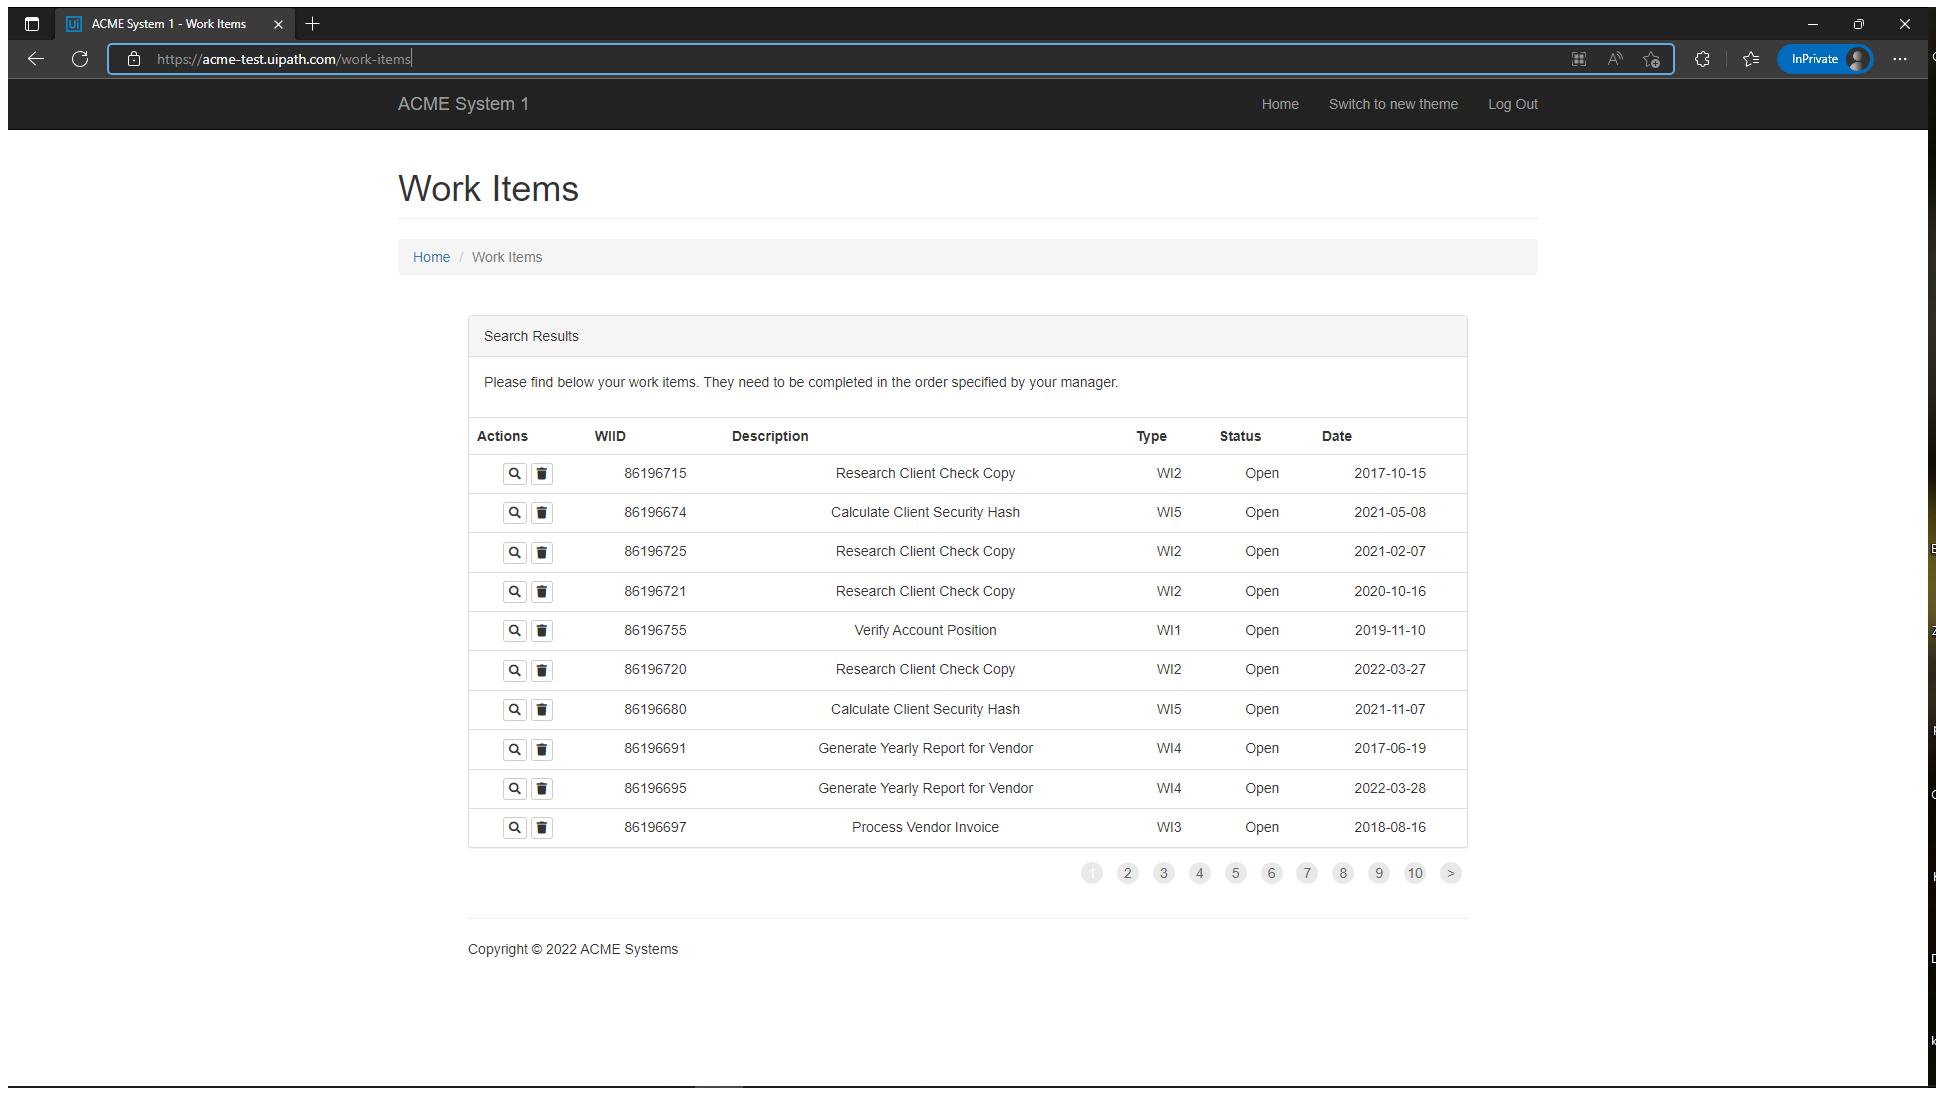 ACME System 1 - Work Items
https://acme-test.uipath.com/work-items
InPrivate
ACME System 1 Home Switch to new theme Log Out
Work Items
Home / Work Items
Search Results
Please find below your work items. They need to be completed in the order specified by your manager.
Actions WIID Description Type Status Date
86196715 Research Client Check Copy WI2 Open 2017-10-15
86196674 Calculate Client Security Hash WI5 Open 2021-05-08
86196725 Research Client Check Copy WI2 Open 2021-02-07
86196721 Research Client Check Copy WI2 Open 2020-10-16
86196755 Verify Account Position WI1 Open 2019-11-10
86196720 Research Client Check Copy WI2 Open 2022-03-27
86196680 Calculate Client Security Hash WI5 Open 2021-11-07
86196691 Generate Yearly Report for Vendor WI4 Open 2017-06-19
86196695 Generate Yearly Report for Vendor WI4 Open 2022-03-28
86196697 Process Vendor Invoice WI3 Open 2018-08-16
1 2 3 4 5 6 7 8 9 10 >
Copyright © 2022 ACME Systems